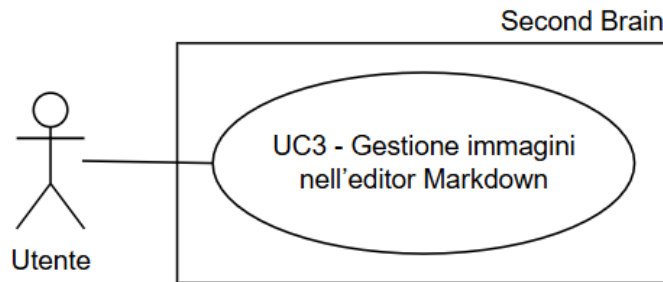 Second Brain
UC3 - Gestione immagini
nell'editor Markdown
Utente